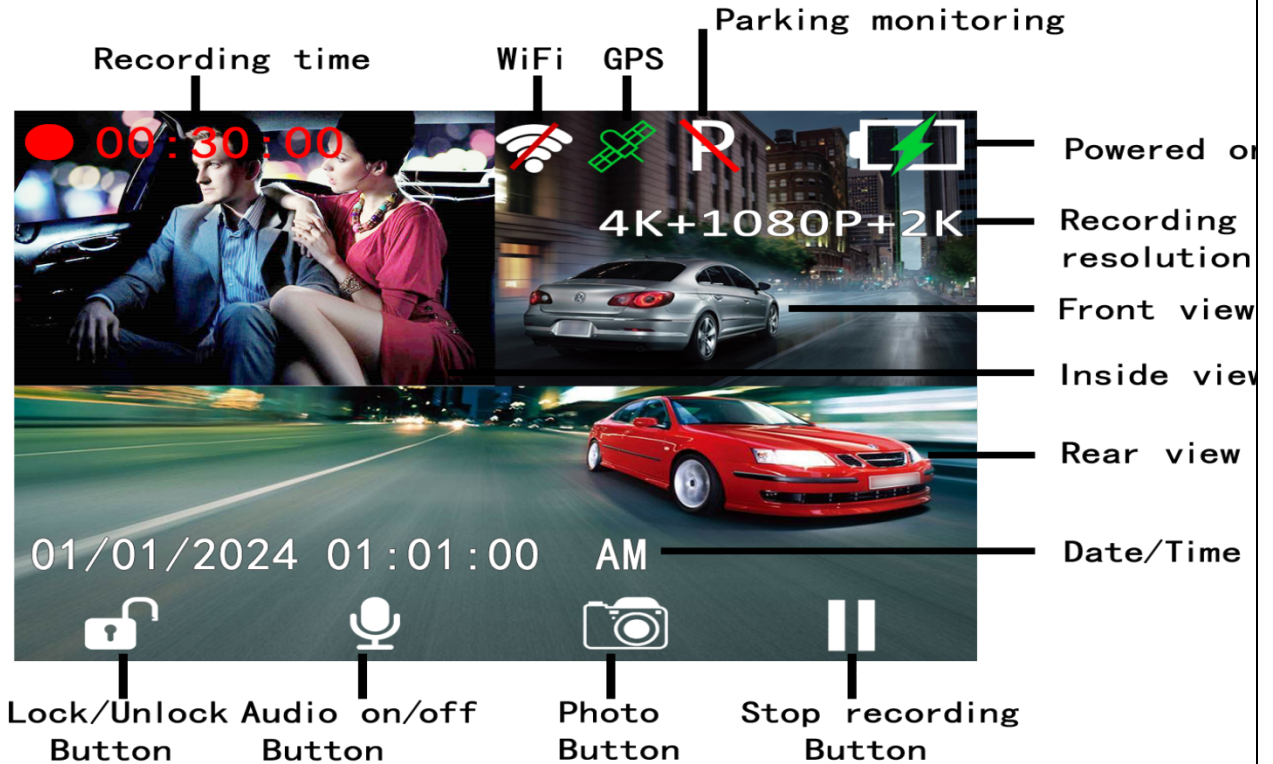 Parking monitoring
Recording time
WiFi
GPS
00:30:00
P
Powered on
4K+1080P+2K
Recording
resolution
Front view
Inside view
Rear view
01/01/2024 01:01:00 AM
Date/Time
Lock/Unlock
Button
Audio on/off
Button
Photo
Button
Stop recording
Button